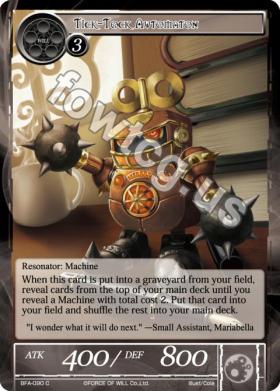 Tick-Tock Automaton
WILL
3
fowtcg.us
Resonator: Machine
When this card is put into a graveyard from your field,
reveal cards from the top of your main deck until you
reveal a Machine with total cost 2. Put that card into
your field and shuffle the rest into your main deck.
"I wonder what it will do next." —Small Assistant, Mariabella
ATK 400/ DEF 800
BFA-090 C ©FORCE OF WILL Co.,Ltd. Illust/Cola